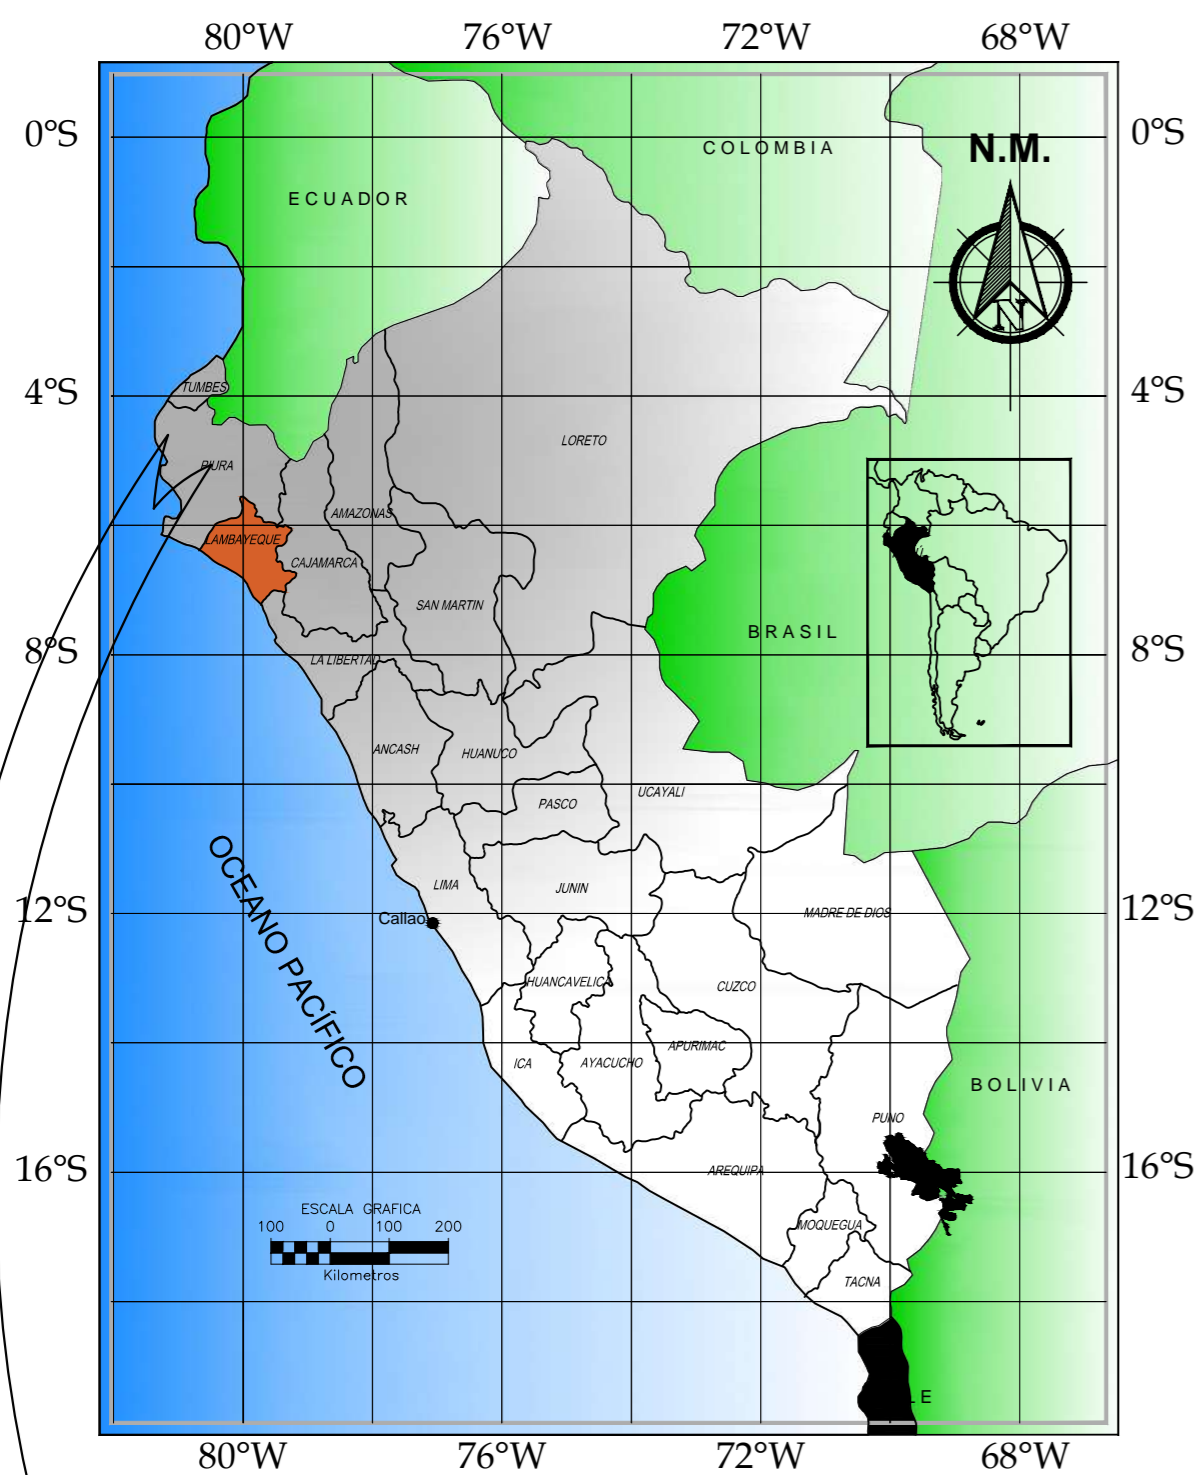 80°W 76°W 72°W 68°W
0°S 0°S
COLOMBIA
N.M.
ECUADOR
N
TUMBES
4°S 4°S
LORETO
PIURA
AMAZONAS
LAMBAYEQUE
CAJAMARCA
SAN MARTIN
BRASIL
8°S 8°S
LA LIBERTAD
ANCASH
HUANUCO
UCAYALI
PASCO
OCEANO PACÍFICO
LIMA
JUNIN
12°S 12°S
MADRE DE DIOS
Callao
HUANCAVELICA
CUZCO
APURIMAC
ICA
AYACUCHO
BOLIVIA
PUNO
16°S 16°S
AREQUIPA
ESCALA GRAFICA
100 0 100 200
MOQUEGUA
Kilometros
TACNA
LE
80°W 76°W 72°W 68°W